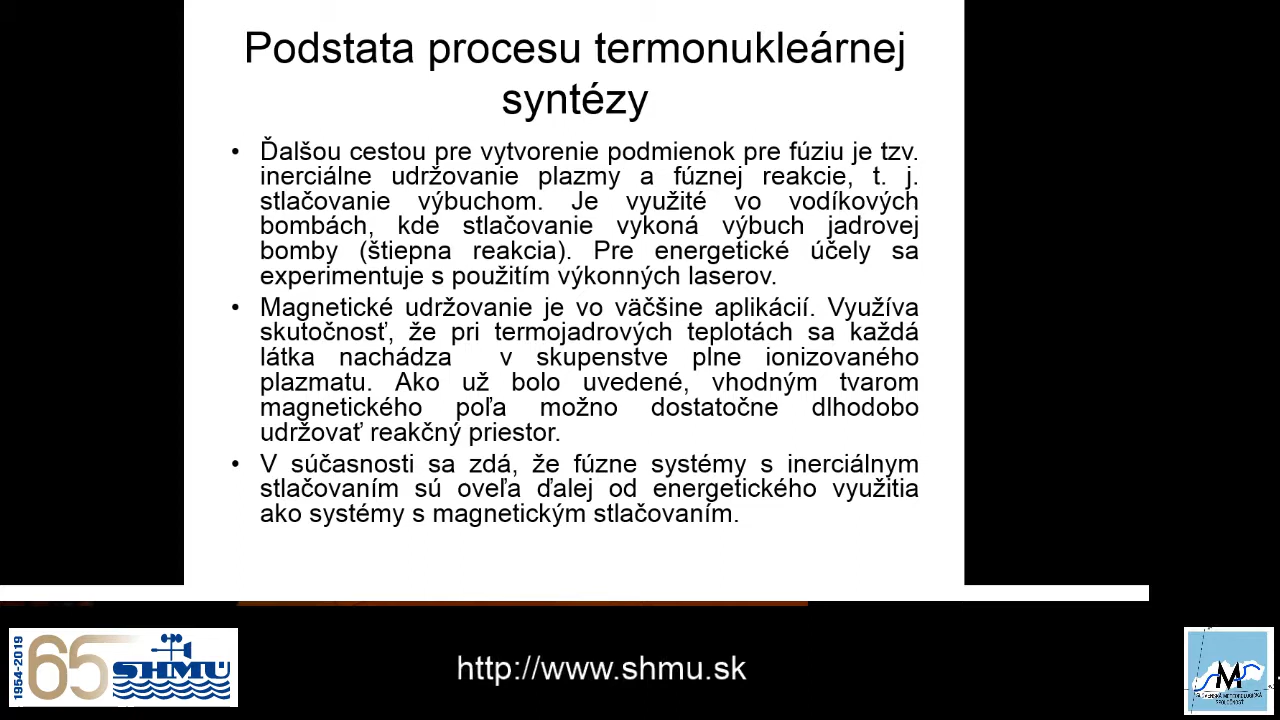 Podstata procesu termonukleárnej
syntézy
• Ďalšou cestou pre vytvorenie podmienok pre fúziu je tzv.
inerciálne udržovanie plazmy a fúznej reakcie, t. j.
stlačovanie výbuchom. Je využité vo vodíkových
bombách, kde stlačovanie vykoná výbuch jadrovej
bomby (štiepna reakcia). Pre energetické účely sa
experimentuje s použitím výkonných laserov.
• Magnetické udržovanie je vo väčšine aplikácií. Využíva
skutočnosť, že pri termojadrových teplotách sa každá
látka nachádza v skupenstve plne ionizovaného
plazmatu. Ako už bolo uvedené, vhodným tvarom
magnetického poľa možno dostatočne dlhodobo
udržovať reakčný priestor.
• V súčasnosti sa zdá, že fúzne systémy s inerciálnym
stlačovaním sú oveľa ďalej od energetického využitia
ako systémy s magnetickým stlačovaním.
1954-2019
65
SHMU
http://www.shmu.sk
M
SLOVENSKÁ METEOROLOGICKÁ
SPOLOČNOSŤ